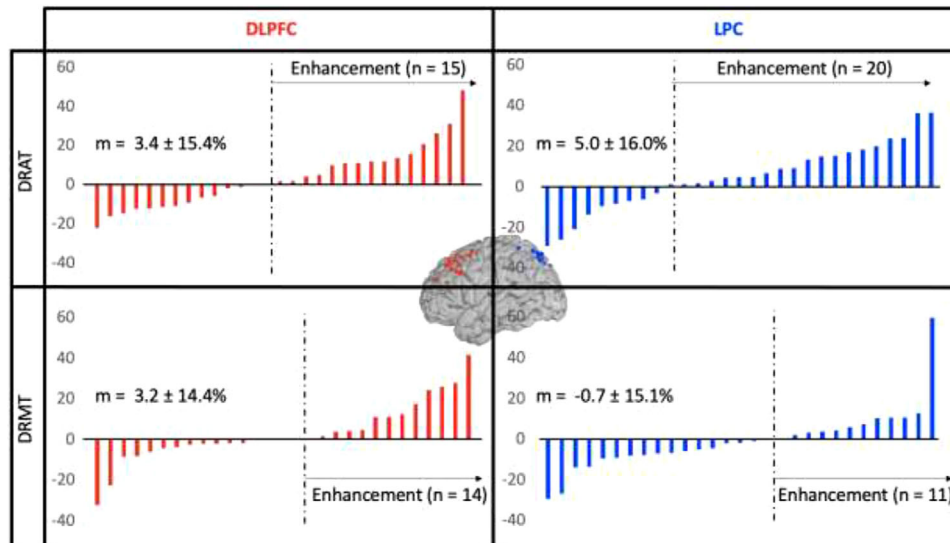 DLPFC
LPC
DRAT
60
40
20
0
-20
-40
Enhancement (n = 15)
m = 3.4 ± 15.4%
60
40
20
0
-20
-40
Enhancement (n = 20)
m = 5.0 ± 16.0%
DRMT
60
40
20
0
-20
-40
m = 3.2 ± 14.4%
Enhancement (n = 14)
60
40
20
0
-20
-40
m = -0.7 ± 15.1%
Enhancement (n = 11)